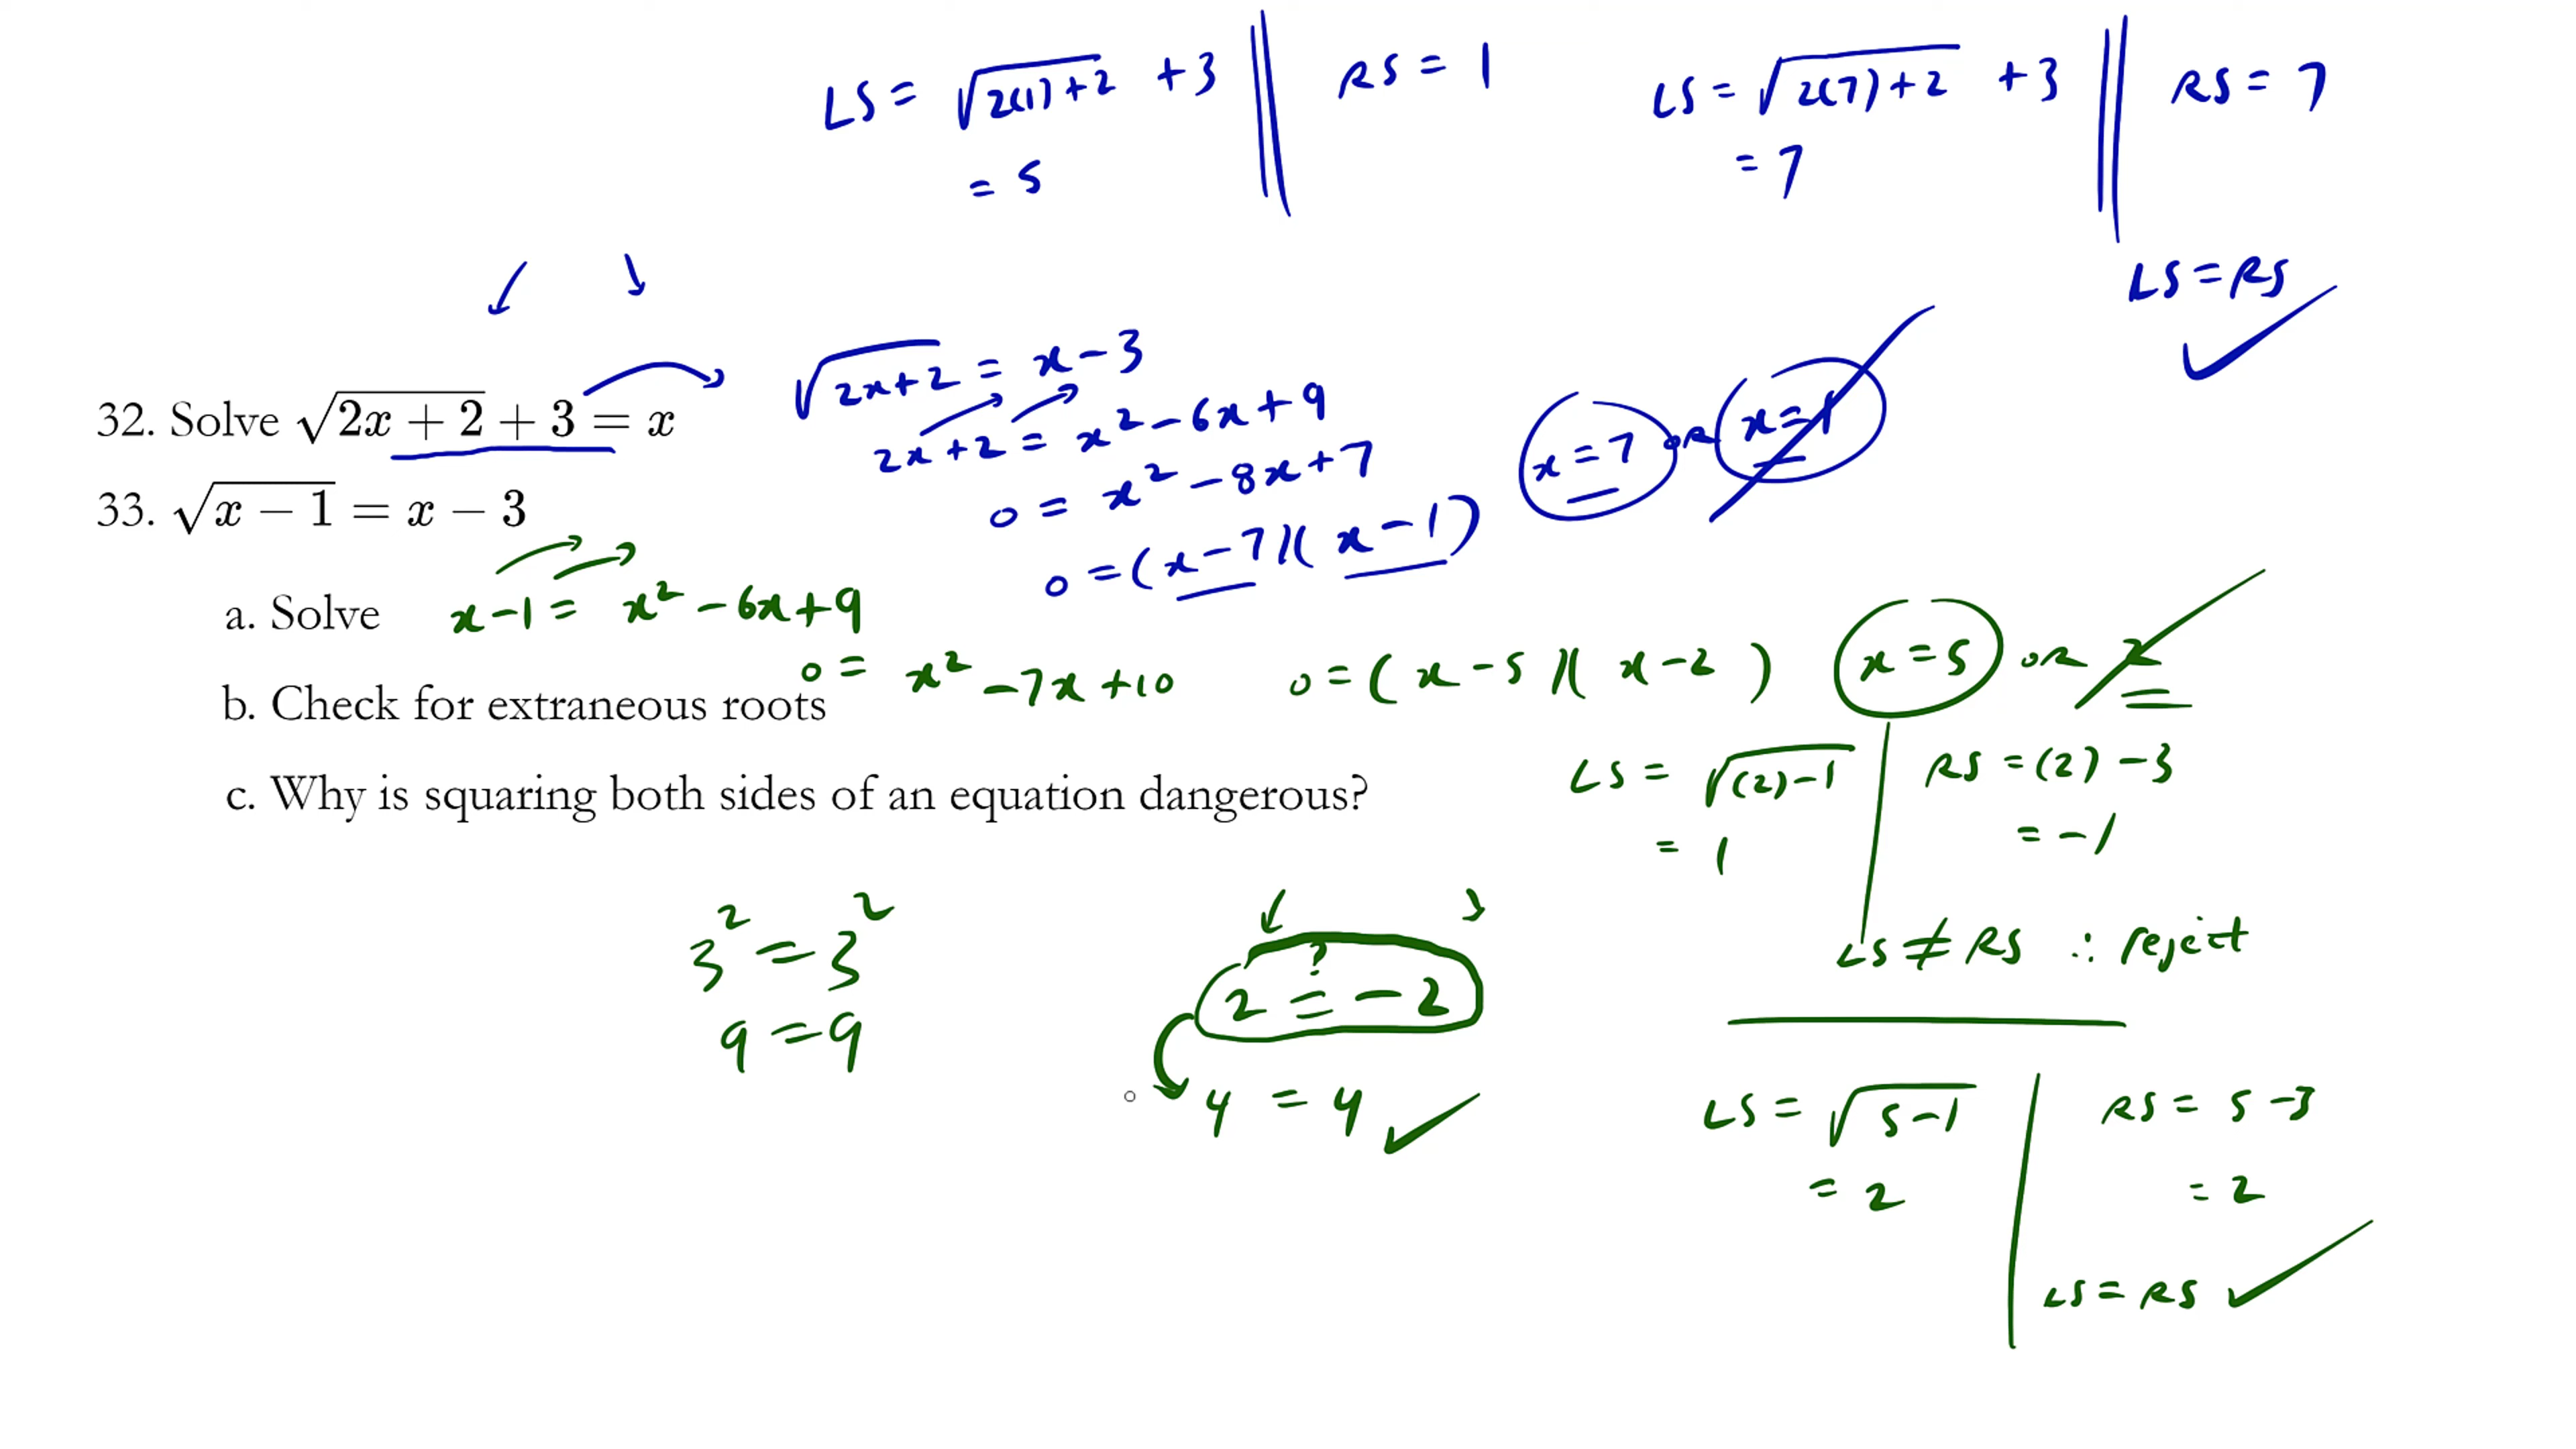 LS = √2(1)+2 + 3 || RS = 1
= 5
LS = √2(7)+2 + 3 || RS = 7
= 7
LS = RS ✓
32. Solve √2x + 2 + 3 = x
√2x+2 = x - 3
2x+2 = x² - 6x + 9
0 = x² - 8x + 7
0 = (x - 7)(x - 1)
x = 7 or x = 1
33. √x − 1 = x − 3
a. Solve
x - 1 = x² - 6x + 9
0 = x² - 7x + 10
0 = (x - 5)(x - 2)
x = 5 or 2
b. Check for extraneous roots
c. Why is squaring both sides of an equation dangerous?
LS = √(2)-1 | RS = (2) - 3
= 1 | = -1
LS ≠ RS ∴ reject
3² = 3²
9 = 9
?
2 = - 2
4 = 4 ✓
LS = √5-1 | RS = 5 - 3
= 2 | = 2
LS = RS ✓